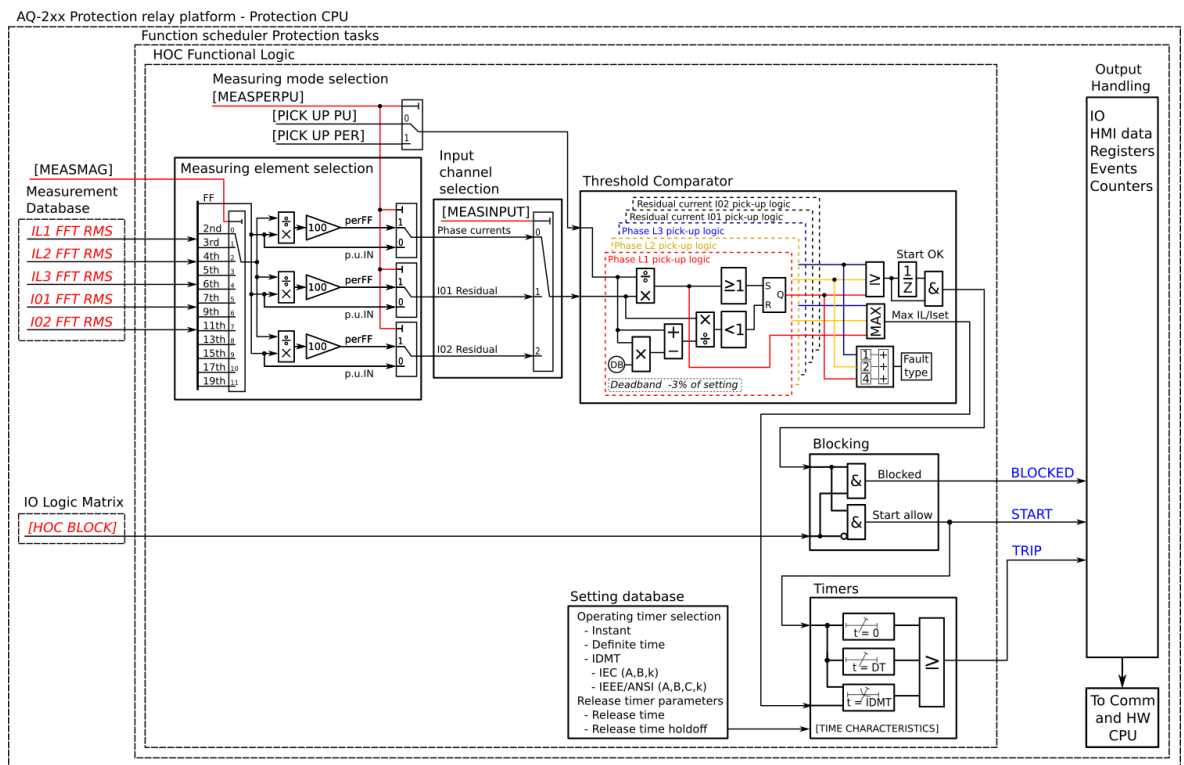 AQ-2xx Protection relay platform - Protection CPU
Function scheduler Protection tasks
HOC Functional Logic
Measuring mode selection
[MEASPERPU]
[PICK UP PU]
0
[PICK UP PER]
1
[MEASMAG]
Measurement
Database
IL1 FFT RMS
IL2 FFT RMS
IL3 FFT RMS
I01 FFT RMS
I02 FFT RMS
Measuring element selection
FF
2nd
3rd
4th
5th
6th
7th
9th
11th
13th
15th
17th
19th
0
1
2
3
4
5
6
7
8
9
10
11
÷
×
100
perFF
p.u.IN
1
0
÷
×
100
perFF
p.u.IN
1
0
÷
×
100
perFF
p.u.IN
1
0
Input
channel
selection
[MEASINPUT]
Phase currents
0
I01 Residual
1
I02 Residual
2
Threshold Comparator
Residual current I02 pick-up logic
Residual current I01 pick-up logic
Phase L3 pick-up logic
Phase L2 pick-up logic
Phase L1 pick-up logic
÷
×
≥1
S
Q
R
+
−
×
÷
<1
×
DB
Deadband -3% of setting
≥
Start OK
1
Z
&
MAX
Max IL/Iset
1 +
2 +
4 +
Fault
type
Output
Handling
IO
HMI data
Registers
Events
Counters
Blocking
&
Blocked
BLOCKED
&
Start allow
START
TRIP
IO Logic Matrix
[HOC BLOCK]
Setting database
Operating timer selection
- Instant
- Definite time
- IDMT
- IEC (A,B,k)
- IEEE/ANSI (A,B,C,k)
Release timer parameters
- Release time
- Release time holdoff
Timers
t = 0
t = DT
t = IDMT
≥
[TIME CHARACTERISTICS]
To Comm
and HW
CPU